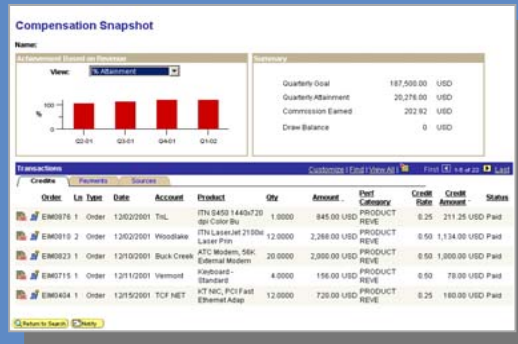 Compensation Snapshot
Name:
Achievement Based on Revenue
View: % Attainment
100
%
0
Q2-01 Q3-01 Q4-01 Q1-02
Summary
Quarterly Goal 187,500.00 USD
Quarterly Attainment 20,276.00 USD
Commission Earned 202.92 USD
Draw Balance 0 USD
Transactions Customize | Find | View All | First 1-5 of 22 Last
Credits Payments Sources
Order Ln Type Date Account Product Qty Amount Perf Category Credit Rate Credit Amount Status
EIM0876 1 Order 12/02/2001 TnL ITN 8450 1440x720 dpi Color Bu 1.0000 845.00 USD PRODUCT REVE 0.25 211.25 USD Paid
EIM0810 2 Order 12/02/2001 Woodlake ITN LaserJet 2100xi Laser Prin 12.0000 2,268.00 USD PRODUCT REVE 0.50 1,134.00 USD Paid
EIM0823 1 Order 12/10/2001 Buck Creek ATC Modem, 56K External Modem 20.0000 2,000.00 USD PRODUCT REVE 0.50 1,000.00 USD Paid
EIM0715 1 Order 12/11/2001 Vermont Keyboard - Standard 4.0000 156.00 USD PRODUCT REVE 0.50 78.00 USD Paid
EIM0404 1 Order 12/15/2001 TCF NET KT NIC, PCI Fast Ethernet Adap 12.0000 720.00 USD PRODUCT REVE 0.25 180.00 USD Paid
Return to Search Notify